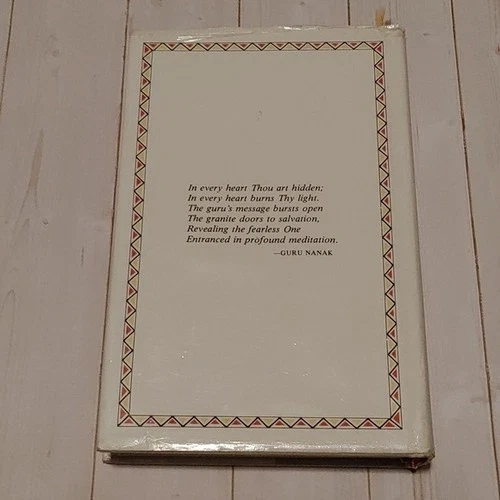 In every heart Thou art hidden;
In every heart burns Thy light.
The guru's message bursts open
The granite doors to salvation,
Revealing the fearless One
Entranced in profound meditation.
—GURU NANAK